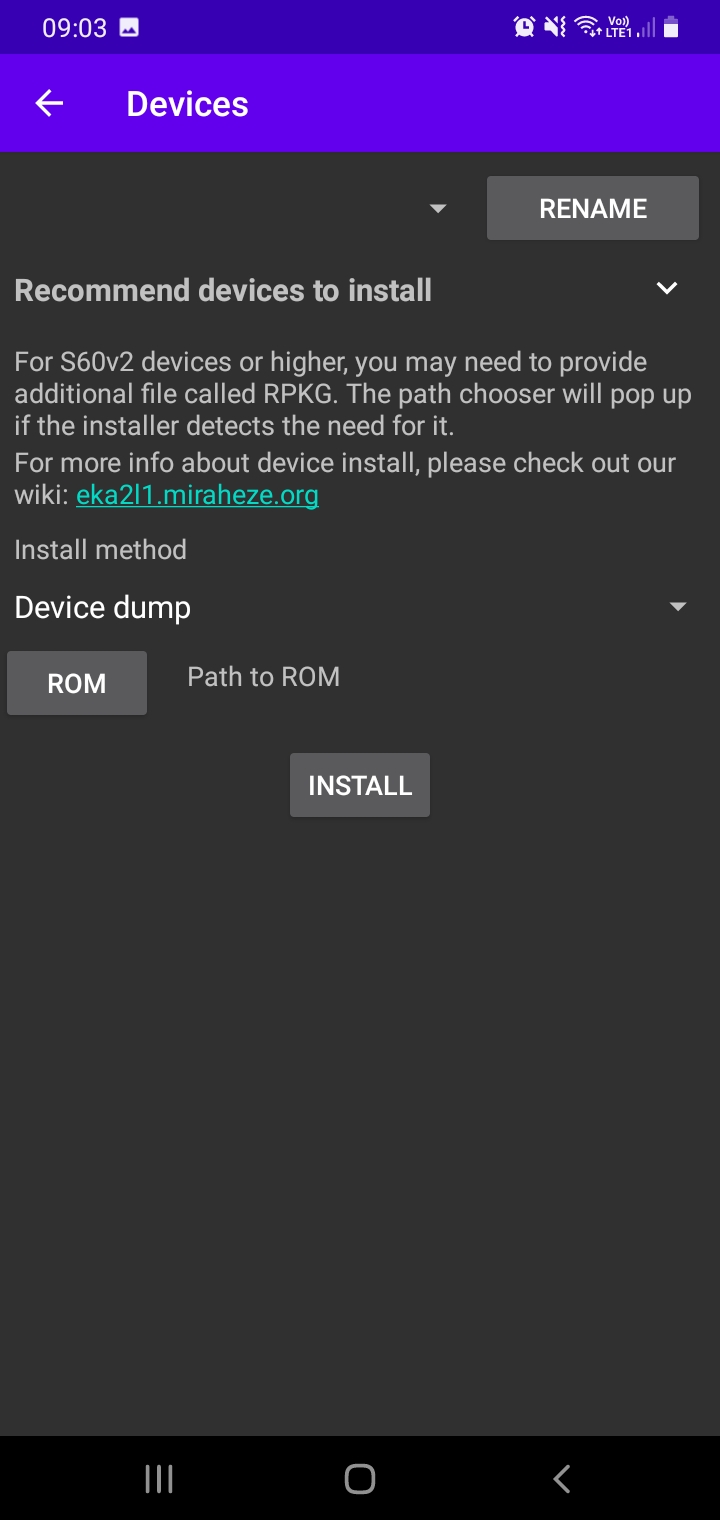 09:03
Vo))
LTE1
Devices
RENAME
Recommend devices to install
For S60v2 devices or higher, you may need to provide
additional file called RPKG. The path chooser will pop up
if the installer detects the need for it.
For more info about device install, please check out our
wiki: eka2l1.miraheze.org
Install method
Device dump
ROM
Path to ROM
INSTALL